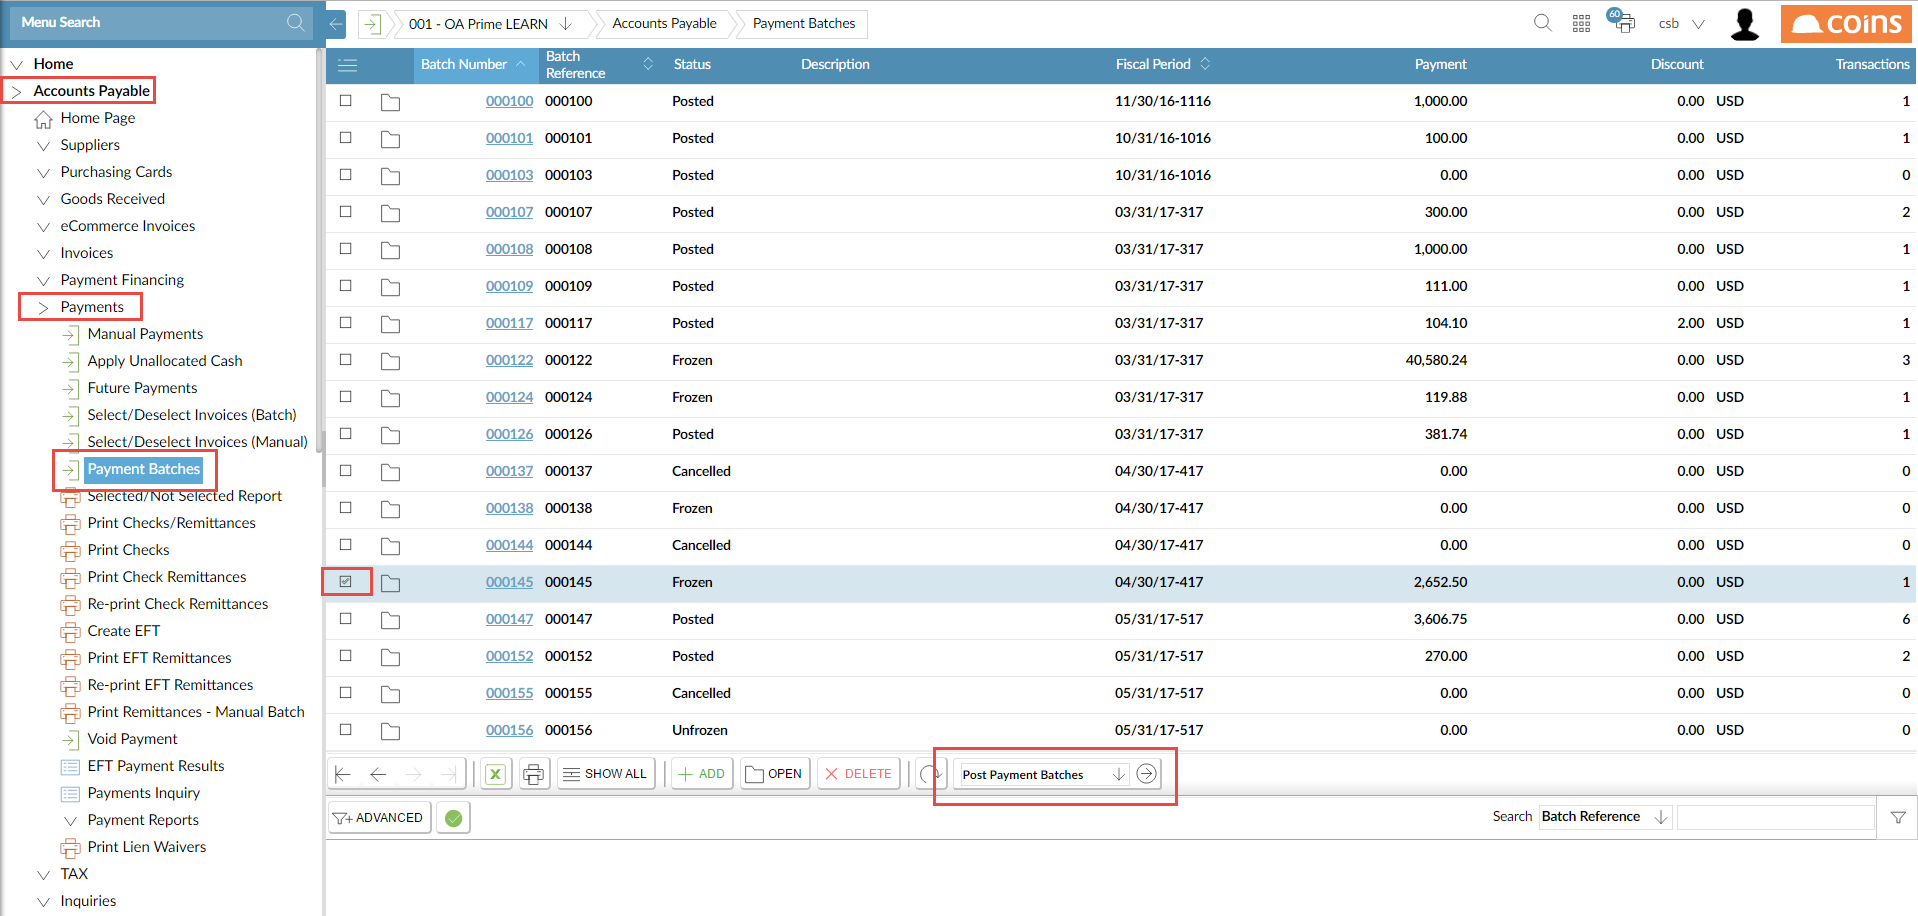 Menu Search
001 - OA Prime LEARN
Accounts Payable
Payment Batches
60
csb
coins
Home
Accounts Payable
Home Page
Suppliers
Purchasing Cards
Goods Received
eCommerce Invoices
Invoices
Payment Financing
Payments
Manual Payments
Apply Unallocated Cash
Future Payments
Select/Deselect Invoices (Batch)
Select/Deselect Invoices (Manual)
Payment Batches
Selected/Not Selected Report
Print Checks/Remittances
Print Checks
Print Check Remittances
Re-print Check Remittances
Create EFT
Print EFT Remittances
Re-print EFT Remittances
Print Remittances - Manual Batch
Void Payment
EFT Payment Results
Payments Inquiry
Payment Reports
Print Lien Waivers
TAX
Inquiries
Batch Number Batch Reference Status Description Fiscal Period Payment Discount Transactions
000100 000100 Posted 11/30/16-1116 1,000.00 0.00 USD 1
000101 000101 Posted 10/31/16-1016 100.00 0.00 USD 1
000103 000103 Posted 10/31/16-1016 0.00 0.00 USD 0
000107 000107 Posted 03/31/17-317 300.00 0.00 USD 2
000108 000108 Posted 03/31/17-317 1,000.00 0.00 USD 1
000109 000109 Posted 03/31/17-317 111.00 0.00 USD 1
000117 000117 Posted 03/31/17-317 104.10 2.00 USD 1
000122 000122 Frozen 03/31/17-317 40,580.24 0.00 USD 3
000124 000124 Frozen 03/31/17-317 119.88 0.00 USD 1
000126 000126 Posted 03/31/17-317 381.74 0.00 USD 1
000137 000137 Cancelled 04/30/17-417 0.00 0.00 USD 0
000138 000138 Frozen 04/30/17-417 0.00 0.00 USD 0
000144 000144 Cancelled 04/30/17-417 0.00 0.00 USD 0
000145 000145 Frozen 04/30/17-417 2,652.50 0.00 USD 1
000147 000147 Posted 05/31/17-517 3,606.75 0.00 USD 6
000152 000152 Posted 05/31/17-517 270.00 0.00 USD 2
000155 000155 Cancelled 05/31/17-517 0.00 0.00 USD 0
000156 000156 Unfrozen 05/31/17-517 0.00 0.00 USD 0
SHOW ALL ADD OPEN DELETE Post Payment Batches
ADVANCED Search Batch Reference